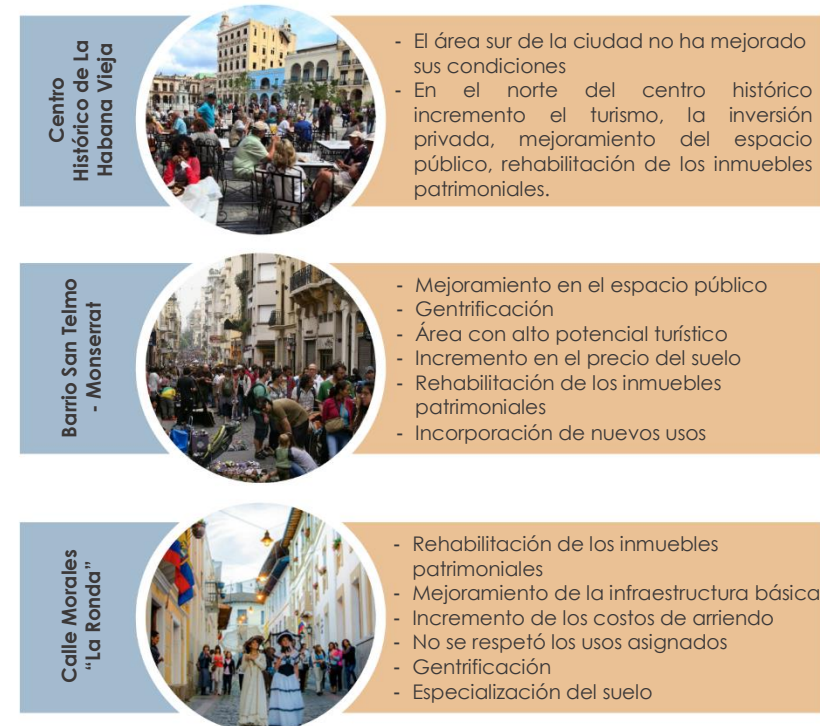 Centro
Histórico de La
Habana Vieja
- El área sur de la ciudad no ha mejorado
sus condiciones
- En el norte del centro histórico
incremento el turismo, la inversión
privada, mejoramiento del espacio
público, rehabilitación de los inmuebles
patrimoniales.
Barrio San Telmo
- Monserrat
- Mejoramiento en el espacio público
- Gentrificación
- Área con alto potencial turístico
- Incremento en el precio del suelo
- Rehabilitación de los inmuebles
patrimoniales
- Incorporación de nuevos usos
Calle Morales
“La Ronda”
- Rehabilitación de los inmuebles
patrimoniales
- Mejoramiento de la infraestructura básica
- Incremento de los costos de arriendo
- No se respetó los usos asignados
- Gentrificación
- Especialización del suelo